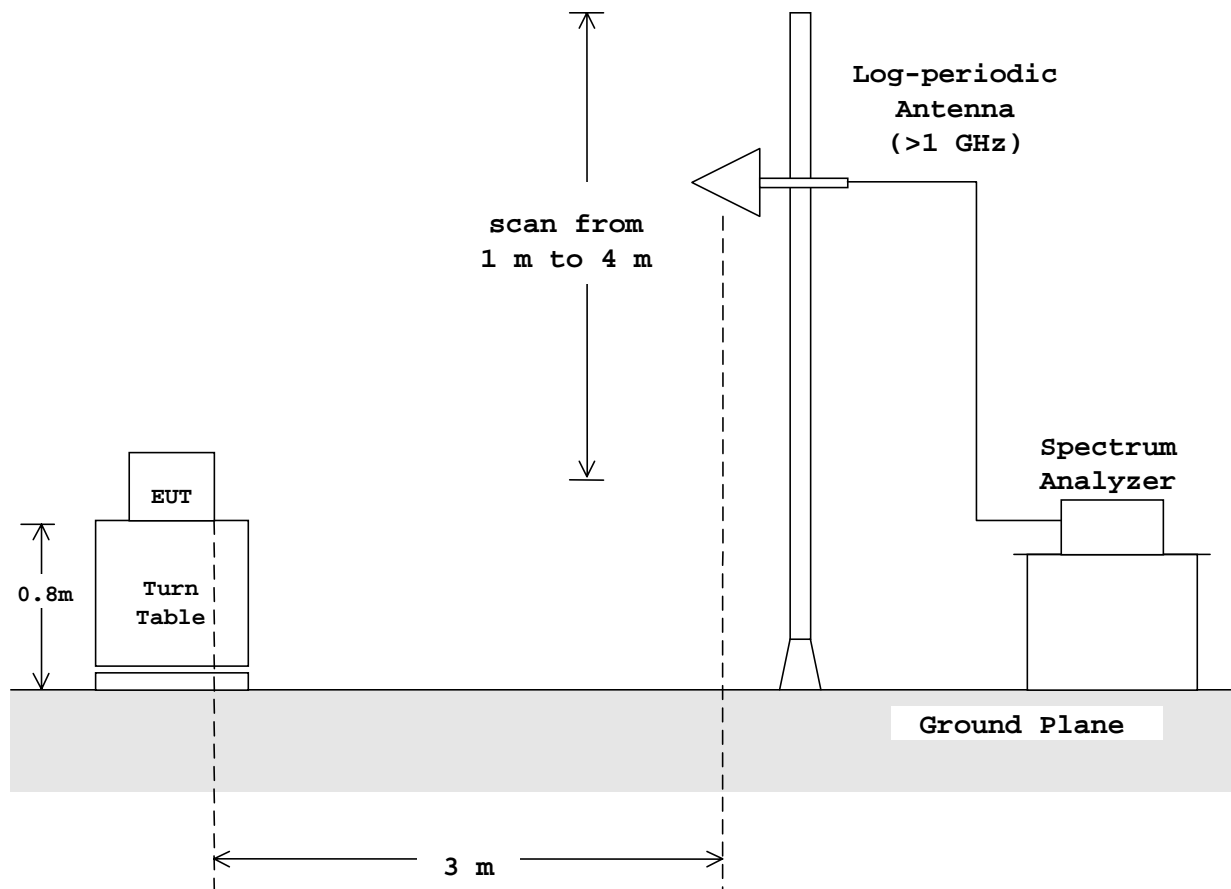 Log-periodic
Antenna
(>1 GHz)
scan from
1 m to 4 m
Spectrum
Analyzer
EUT
0.8m
Turn
Table
Ground Plane
3 m